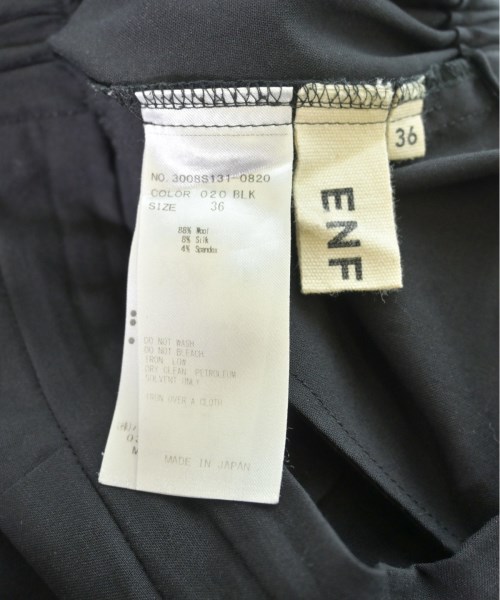 NO. 3008S131-0820
COLOR 020 BLK
SIZE 36
88% Wool
8% Silk
4% Spandex
DO NOT WASH
DO NOT BLEACH
IRON LOW
DRY CLEAN PETROLEUM
SOLVENT ONLY
IRON OVER A CLOTH
MADE IN JAPAN
ENF
36